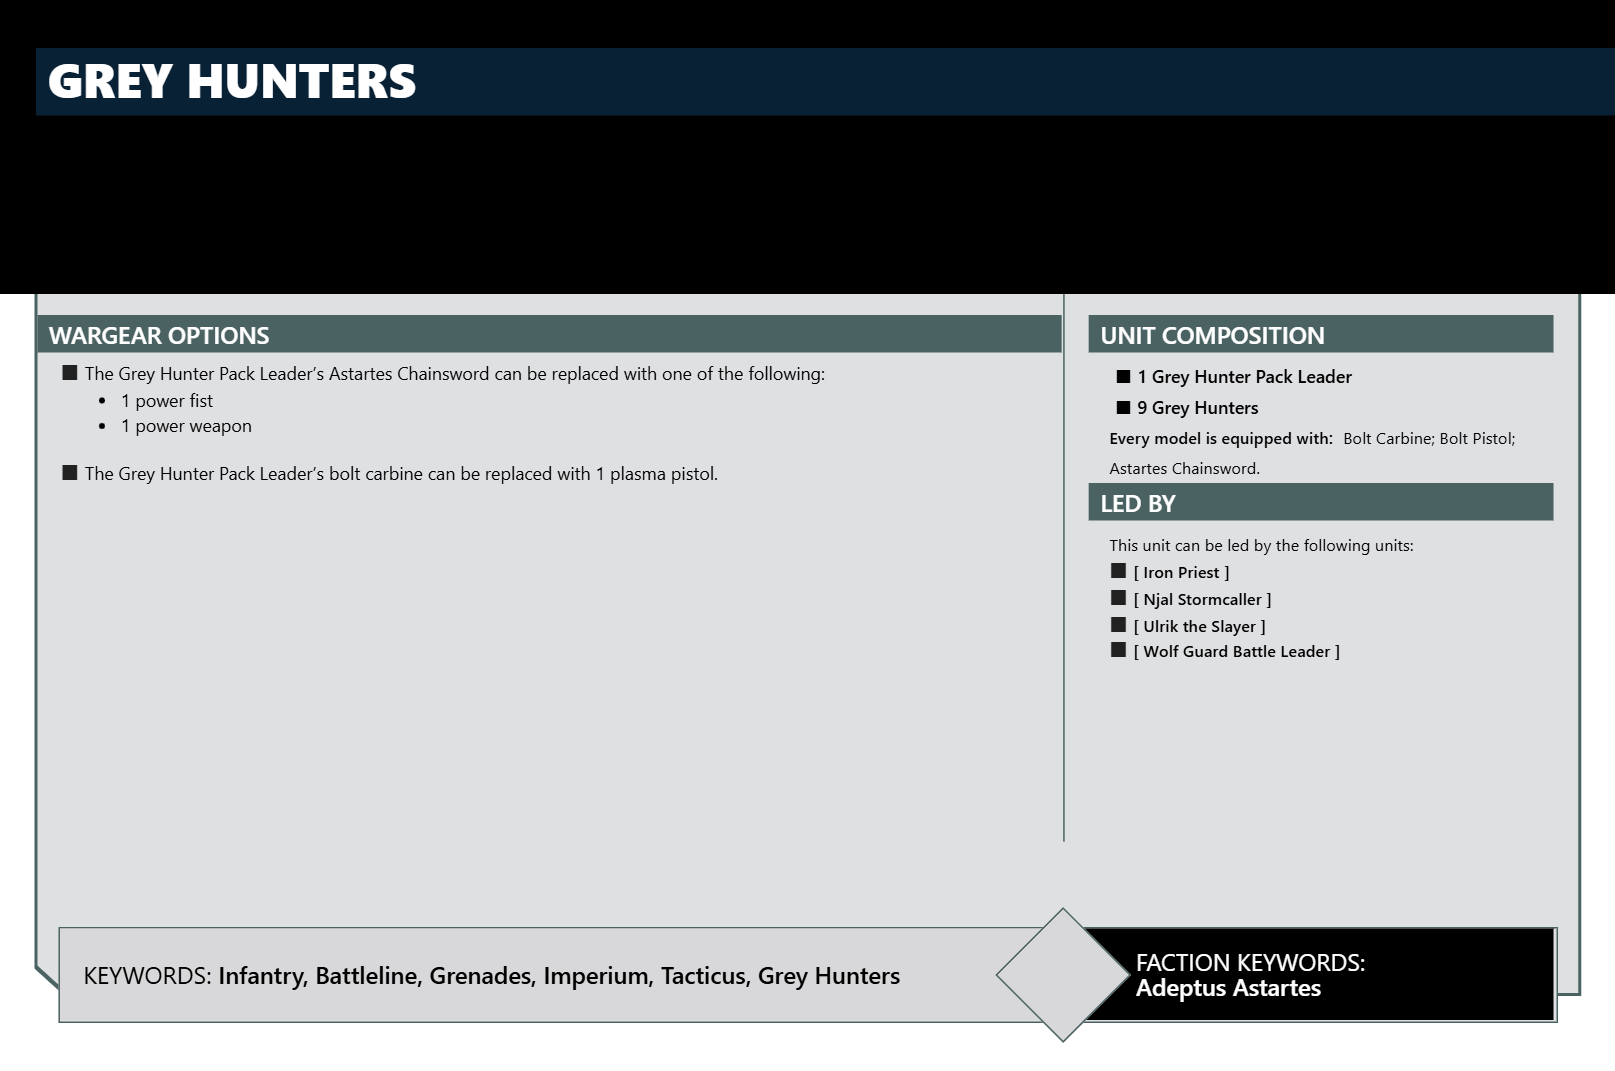 GREY HUNTERS
WARGEAR OPTIONS
■ The Grey Hunter Pack Leader’s Astartes Chainsword can be replaced with one of the following:
• 1 power fist
• 1 power weapon
■ The Grey Hunter Pack Leader’s bolt carbine can be replaced with 1 plasma pistol.
UNIT COMPOSITION
■ 1 Grey Hunter Pack Leader
■ 9 Grey Hunters
Every model is equipped with: Bolt Carbine; Bolt Pistol;
Astartes Chainsword.
LED BY
This unit can be led by the following units:
■ [ Iron Priest ]
■ [ Njal Stormcaller ]
■ [ Ulrik the Slayer ]
■ [ Wolf Guard Battle Leader ]
KEYWORDS: Infantry, Battleline, Grenades, Imperium, Tacticus, Grey Hunters
FACTION KEYWORDS:
Adeptus Astartes